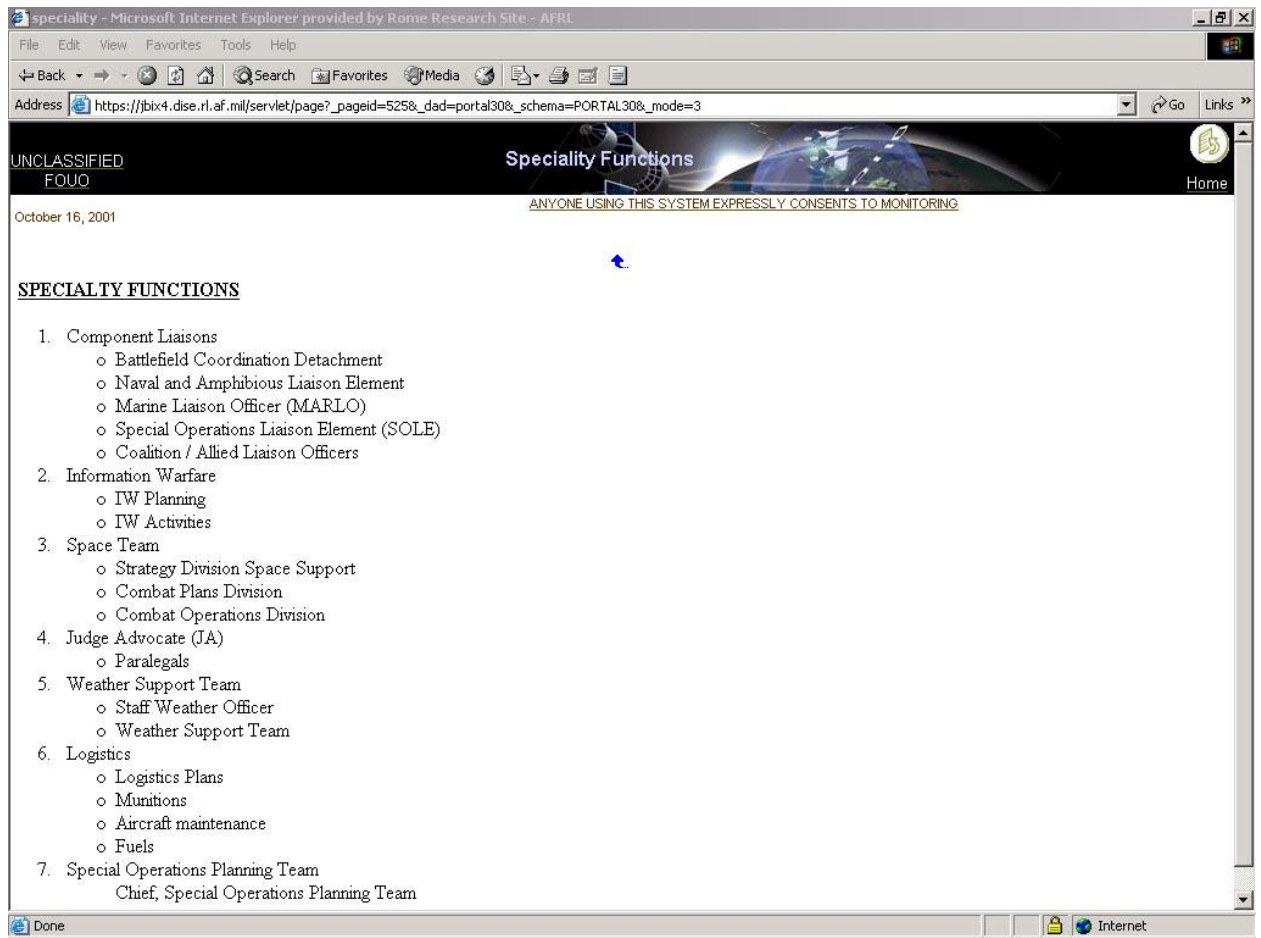 speciality - Microsoft Internet Explorer provided by Rome Research Site - AFRL
File Edit View Favorites Tools Help
Back Search Favorites Media
Address https://jbix4.dise.rl.af.mil/servlet/page?_pageid=525&_dad=portal30&_schema=PORTAL30&_mode=3 Go Links »
UNCLASSIFIED
FOUO
Speciality Functions
Home
ANYONE USING THIS SYSTEM EXPRESSLY CONSENTS TO MONITORING
October 16, 2001
SPECIALTY FUNCTIONS
1. Component Liaisons
o Battlefield Coordination Detachment
o Naval and Amphibious Liaison Element
o Marine Liaison Officer (MARLO)
o Special Operations Liaison Element (SOLE)
o Coalition / Allied Liaison Officers
2. Information Warfare
o IW Planning
o IW Activities
3. Space Team
o Strategy Division Space Support
o Combat Plans Division
o Combat Operations Division
4. Judge Advocate (JA)
o Paralegals
5. Weather Support Team
o Staff Weather Officer
o Weather Support Team
6. Logistics
o Logistics Plans
o Munitions
o Aircraft maintenance
o Fuels
7. Special Operations Planning Team
Chief, Special Operations Planning Team
Done Internet